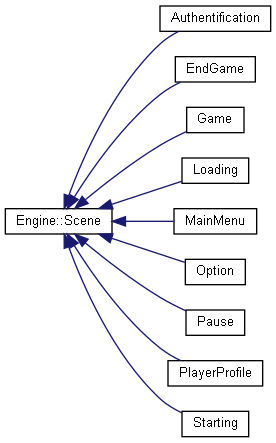 Authentification
EndGame
Game
Loading
Engine::Scene
MainMenu
Option
Pause
PlayerProfile
Starting